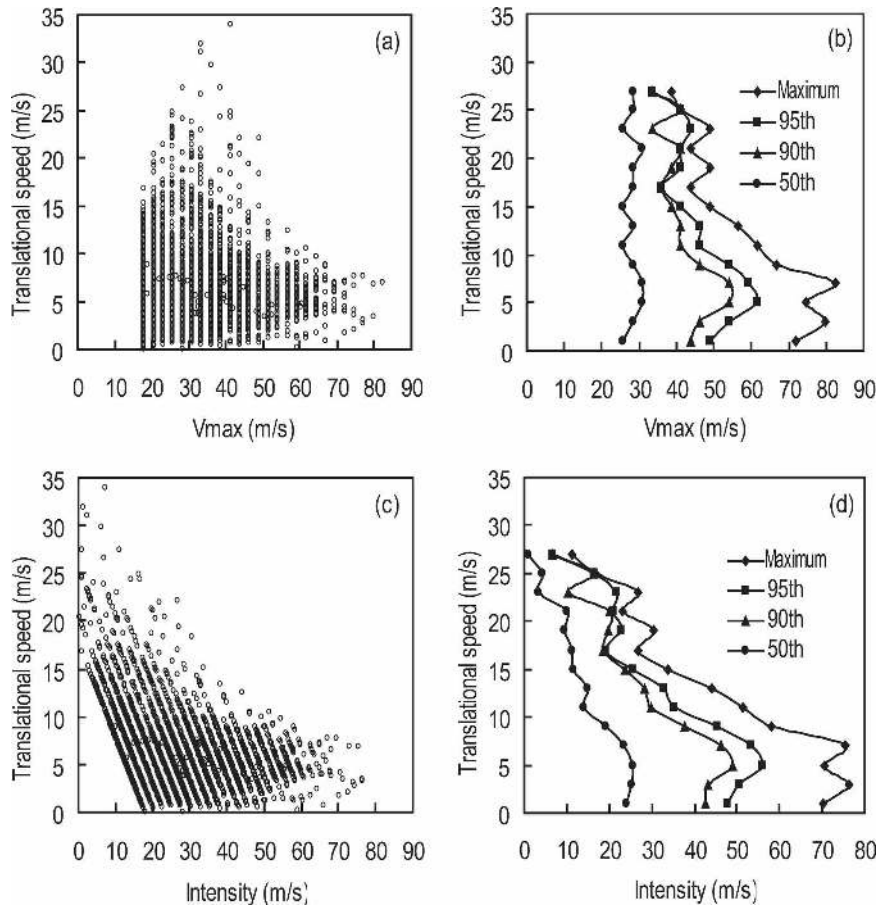 (a)
Translational speed (m/s)
35
30
25
20
15
10
5
0
0 10 20 30 40 50 60 70 80 90
Vmax (m/s)
(b)
Translational speed (m/s)
35
30
25
20
15
10
5
0
Maximum
95th
90th
50th
0 10 20 30 40 50 60 70 80 90
Vmax (m/s)
(c)
Translational speed (m/s)
35
30
25
20
15
10
5
0
0 10 20 30 40 50 60 70 80 90
Intensity (m/s)
(d)
Translational speed (m/s)
35
30
25
20
15
10
5
0
Maximum
95th
90th
50th
0 10 20 30 40 50 60 70 80
Intensity (m/s)